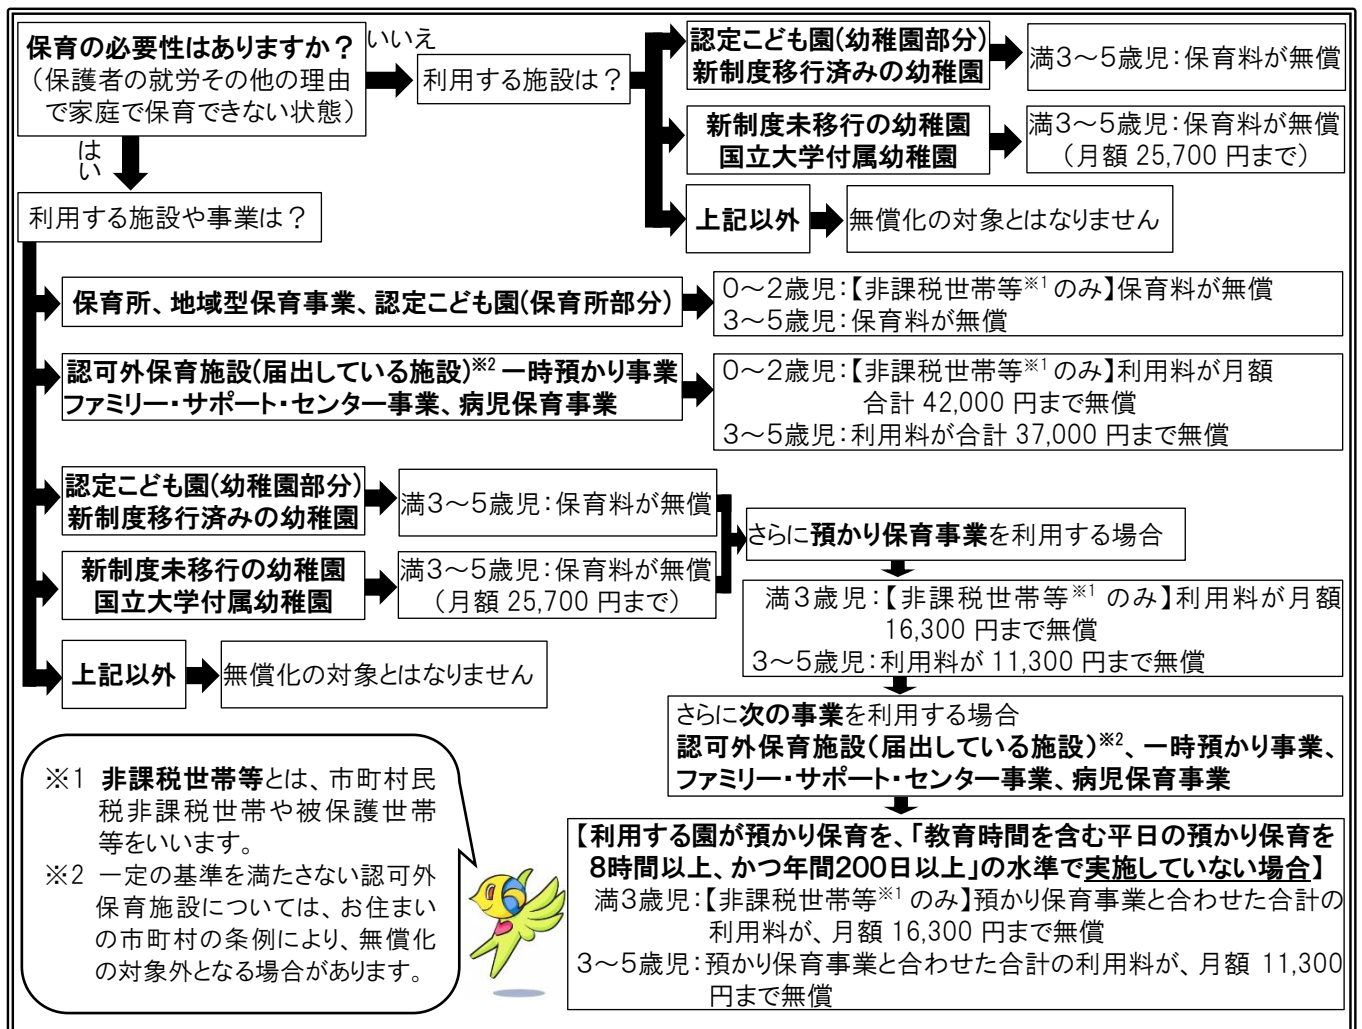 保育の必要性はありますか？
（保護者の就労その他の理由
で家庭で保育できない状態）
いいえ
利用する施設は？
認定こども園(幼稚園部分)
新制度移行済みの幼稚園
満３～５歳児：保育料が無償
新制度未移行の幼稚園
国立大学付属幼稚園
満３～５歳児：保育料が無償
（月額 25,700 円まで）
上記以外
無償化の対象とはなりません
はい
利用する施設や事業は？
保育所、地域型保育事業、認定こども園(保育所部分)
０～２歳児：【非課税世帯等※1 のみ】保育料が無償
３～５歳児：保育料が無償
認可外保育施設(届出している施設)※2 一時預かり事業
ファミリー・サポート・センター事業、病児保育事業
０～２歳児：【非課税世帯等※1 のみ】利用料が月額
合計 42,000 円まで無償
３～５歳児：利用料が合計 37,000 円まで無償
認定こども園(幼稚園部分)
新制度移行済みの幼稚園
満３～５歳児：保育料が無償
新制度未移行の幼稚園
国立大学付属幼稚園
満３～５歳児：保育料が無償
（月額 25,700 円まで）
さらに預かり保育事業を利用する場合
満３歳児：【非課税世帯等※1 のみ】利用料が月額
16,300 円まで無償
３～５歳児：利用料が 11,300 円まで無償
上記以外
無償化の対象とはなりません
さらに次の事業を利用する場合
認可外保育施設(届出している施設)※2、一時預かり事業、
ファミリー・サポート・センター事業、病児保育事業
【利用する園が預かり保育を、「教育時間を含む平日の預かり保育を
８時間以上、かつ年間200日以上」の水準で実施していない場合】
満３歳児：【非課税世帯等※1 のみ】預かり保育事業と合わせた合計の
利用料が、月額 16,300 円まで無償
３～５歳児：預かり保育事業と合わせた合計の利用料が、月額 11,300
円まで無償
※1 非課税世帯等とは、市町村民
税非課税世帯や被保護世帯
等をいいます。
※2 一定の基準を満たさない認可外
保育施設については、お住まい
の市町村の条例により、無償化
の対象外となる場合があります。